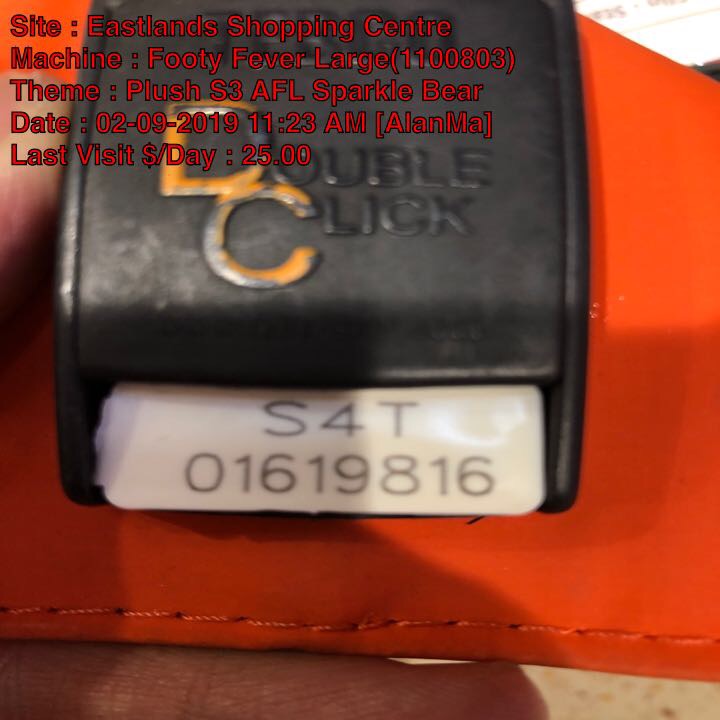 Site : Eastlands Shopping Centre
Machine : Footy Fever Large(1100803)
Theme : Plush S3 AFL Sparkle Bear
Date : 02-09-2019 11:23 AM [AlanMa]
Last Visit $/Day : 25.00
DOUBLE
CLICK
S4T
01619816